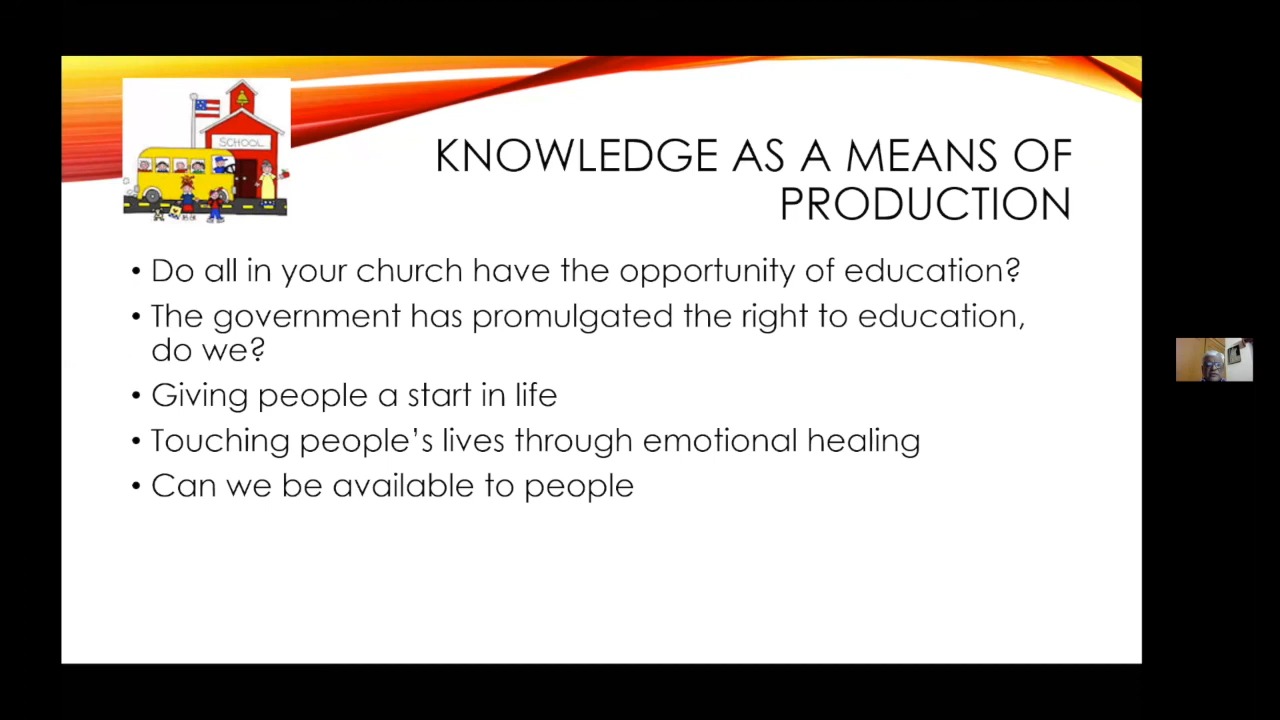 SCHOOL
KNOWLEDGE AS A MEANS OF
PRODUCTION
• Do all in your church have the opportunity of education?
• The government has promulgated the right to education,
do we?
• Giving people a start in life
• Touching people's lives through emotional healing
• Can we be available to people